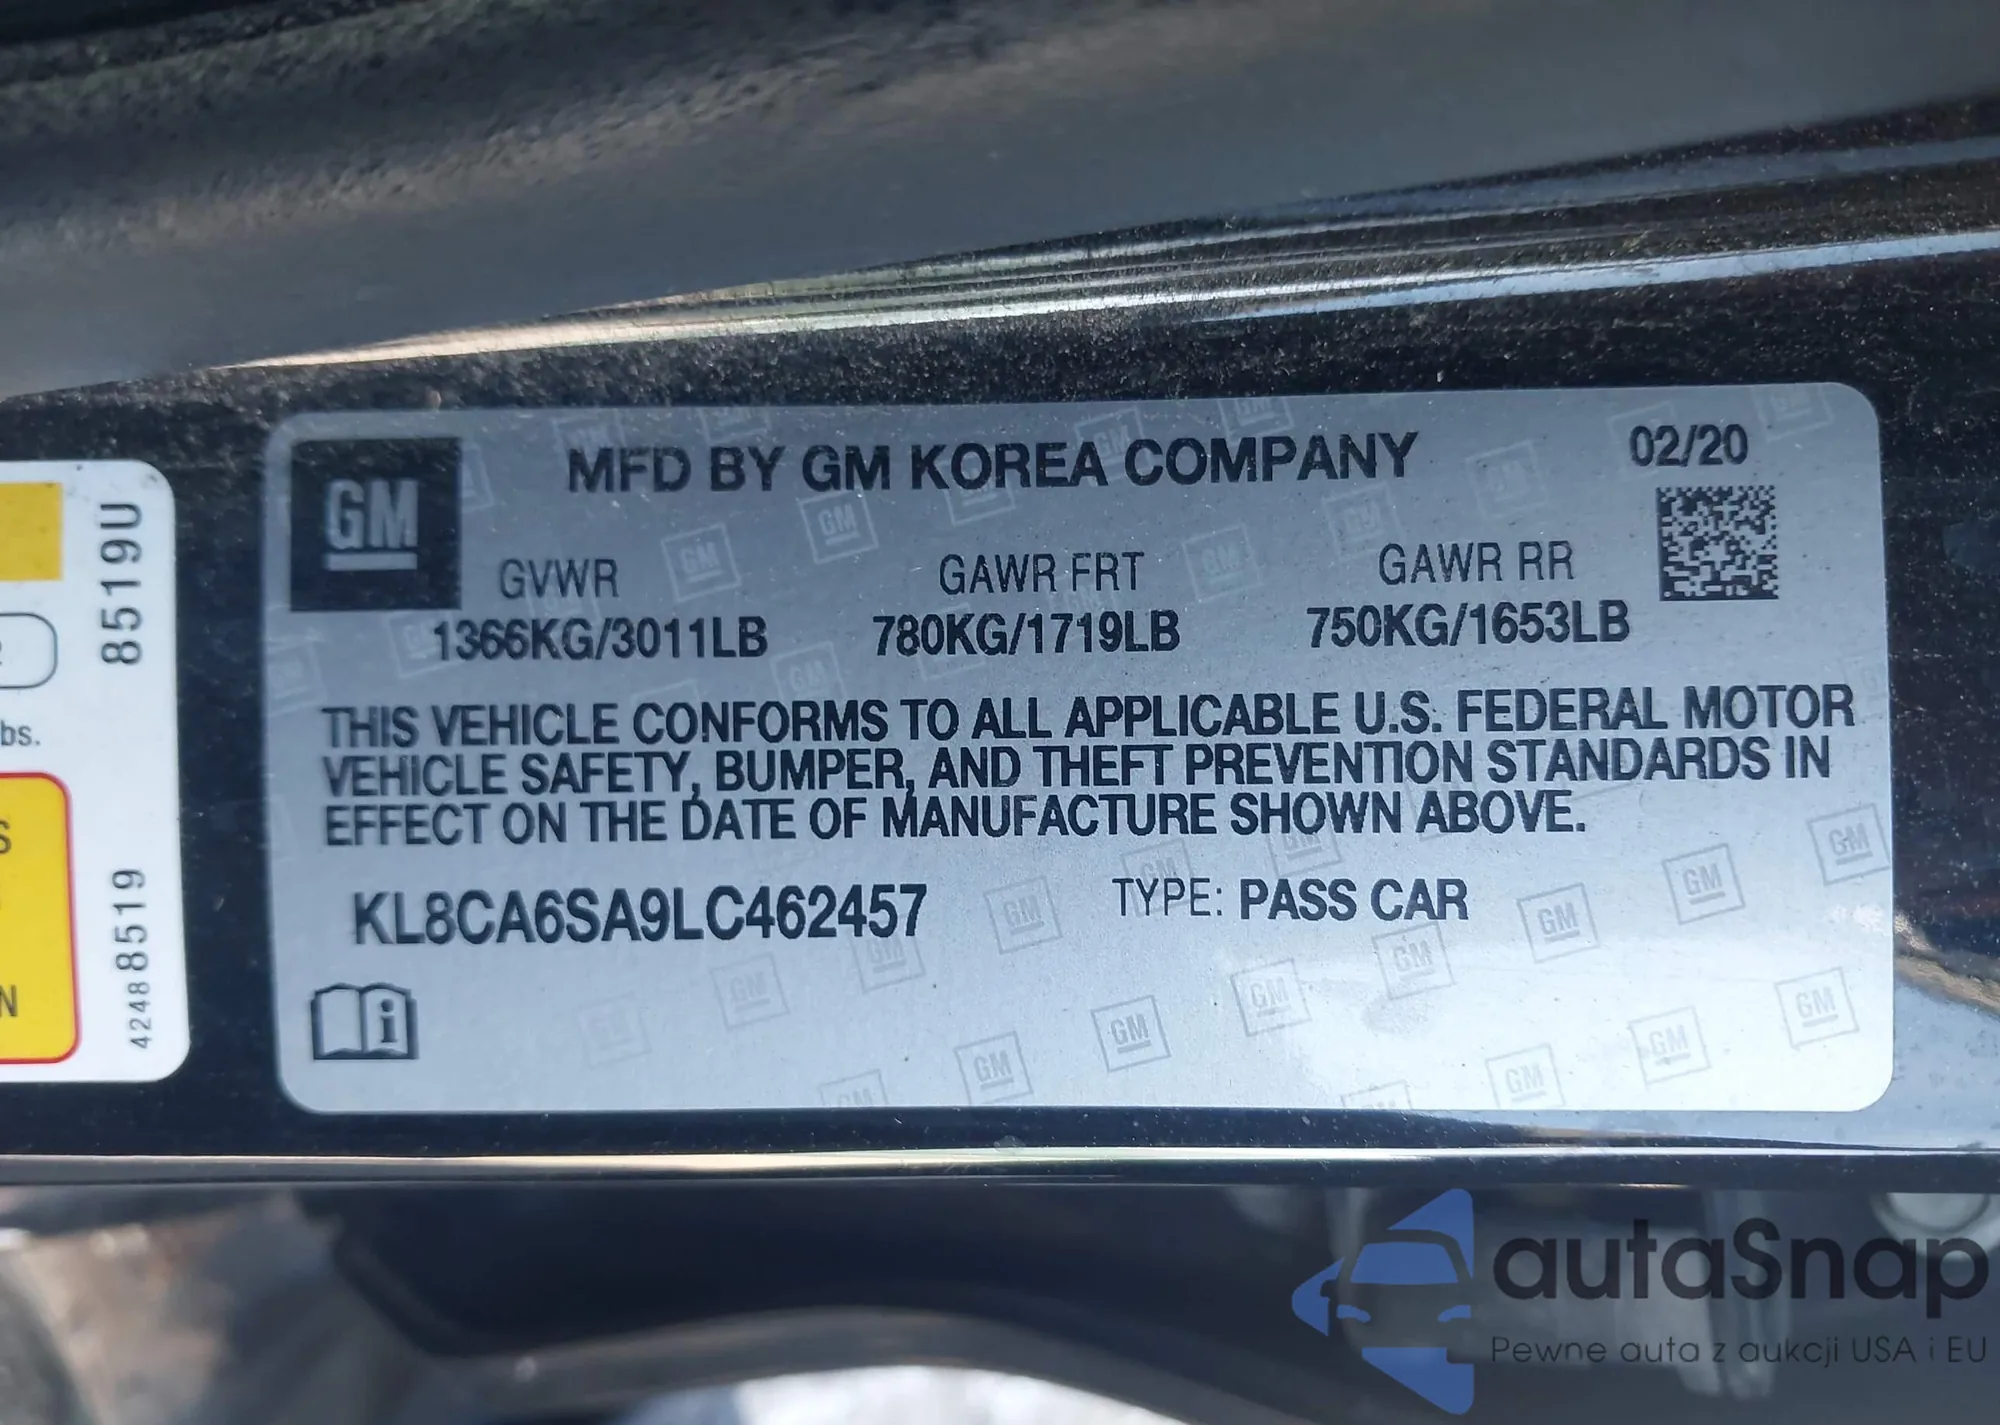 GM
MFD BY GM KOREA COMPANY
02/20
GVWR
GAWR FRT
GAWR RR
1366KG/3011LB
780KG/1719LB
750KG/1653LB
THIS VEHICLE CONFORMS TO ALL APPLICABLE U.S. FEDERAL MOTOR
VEHICLE SAFETY, BUMPER, AND THEFT PREVENTION STANDARDS IN
EFFECT ON THE DATE OF MANUFACTURE SHOWN ABOVE.
KL8CA6SA9LC462457
TYPE: PASS CAR
8519U
42488519
bs.
S
N
autaSnap
Pewne auta z aukcji USA i EU